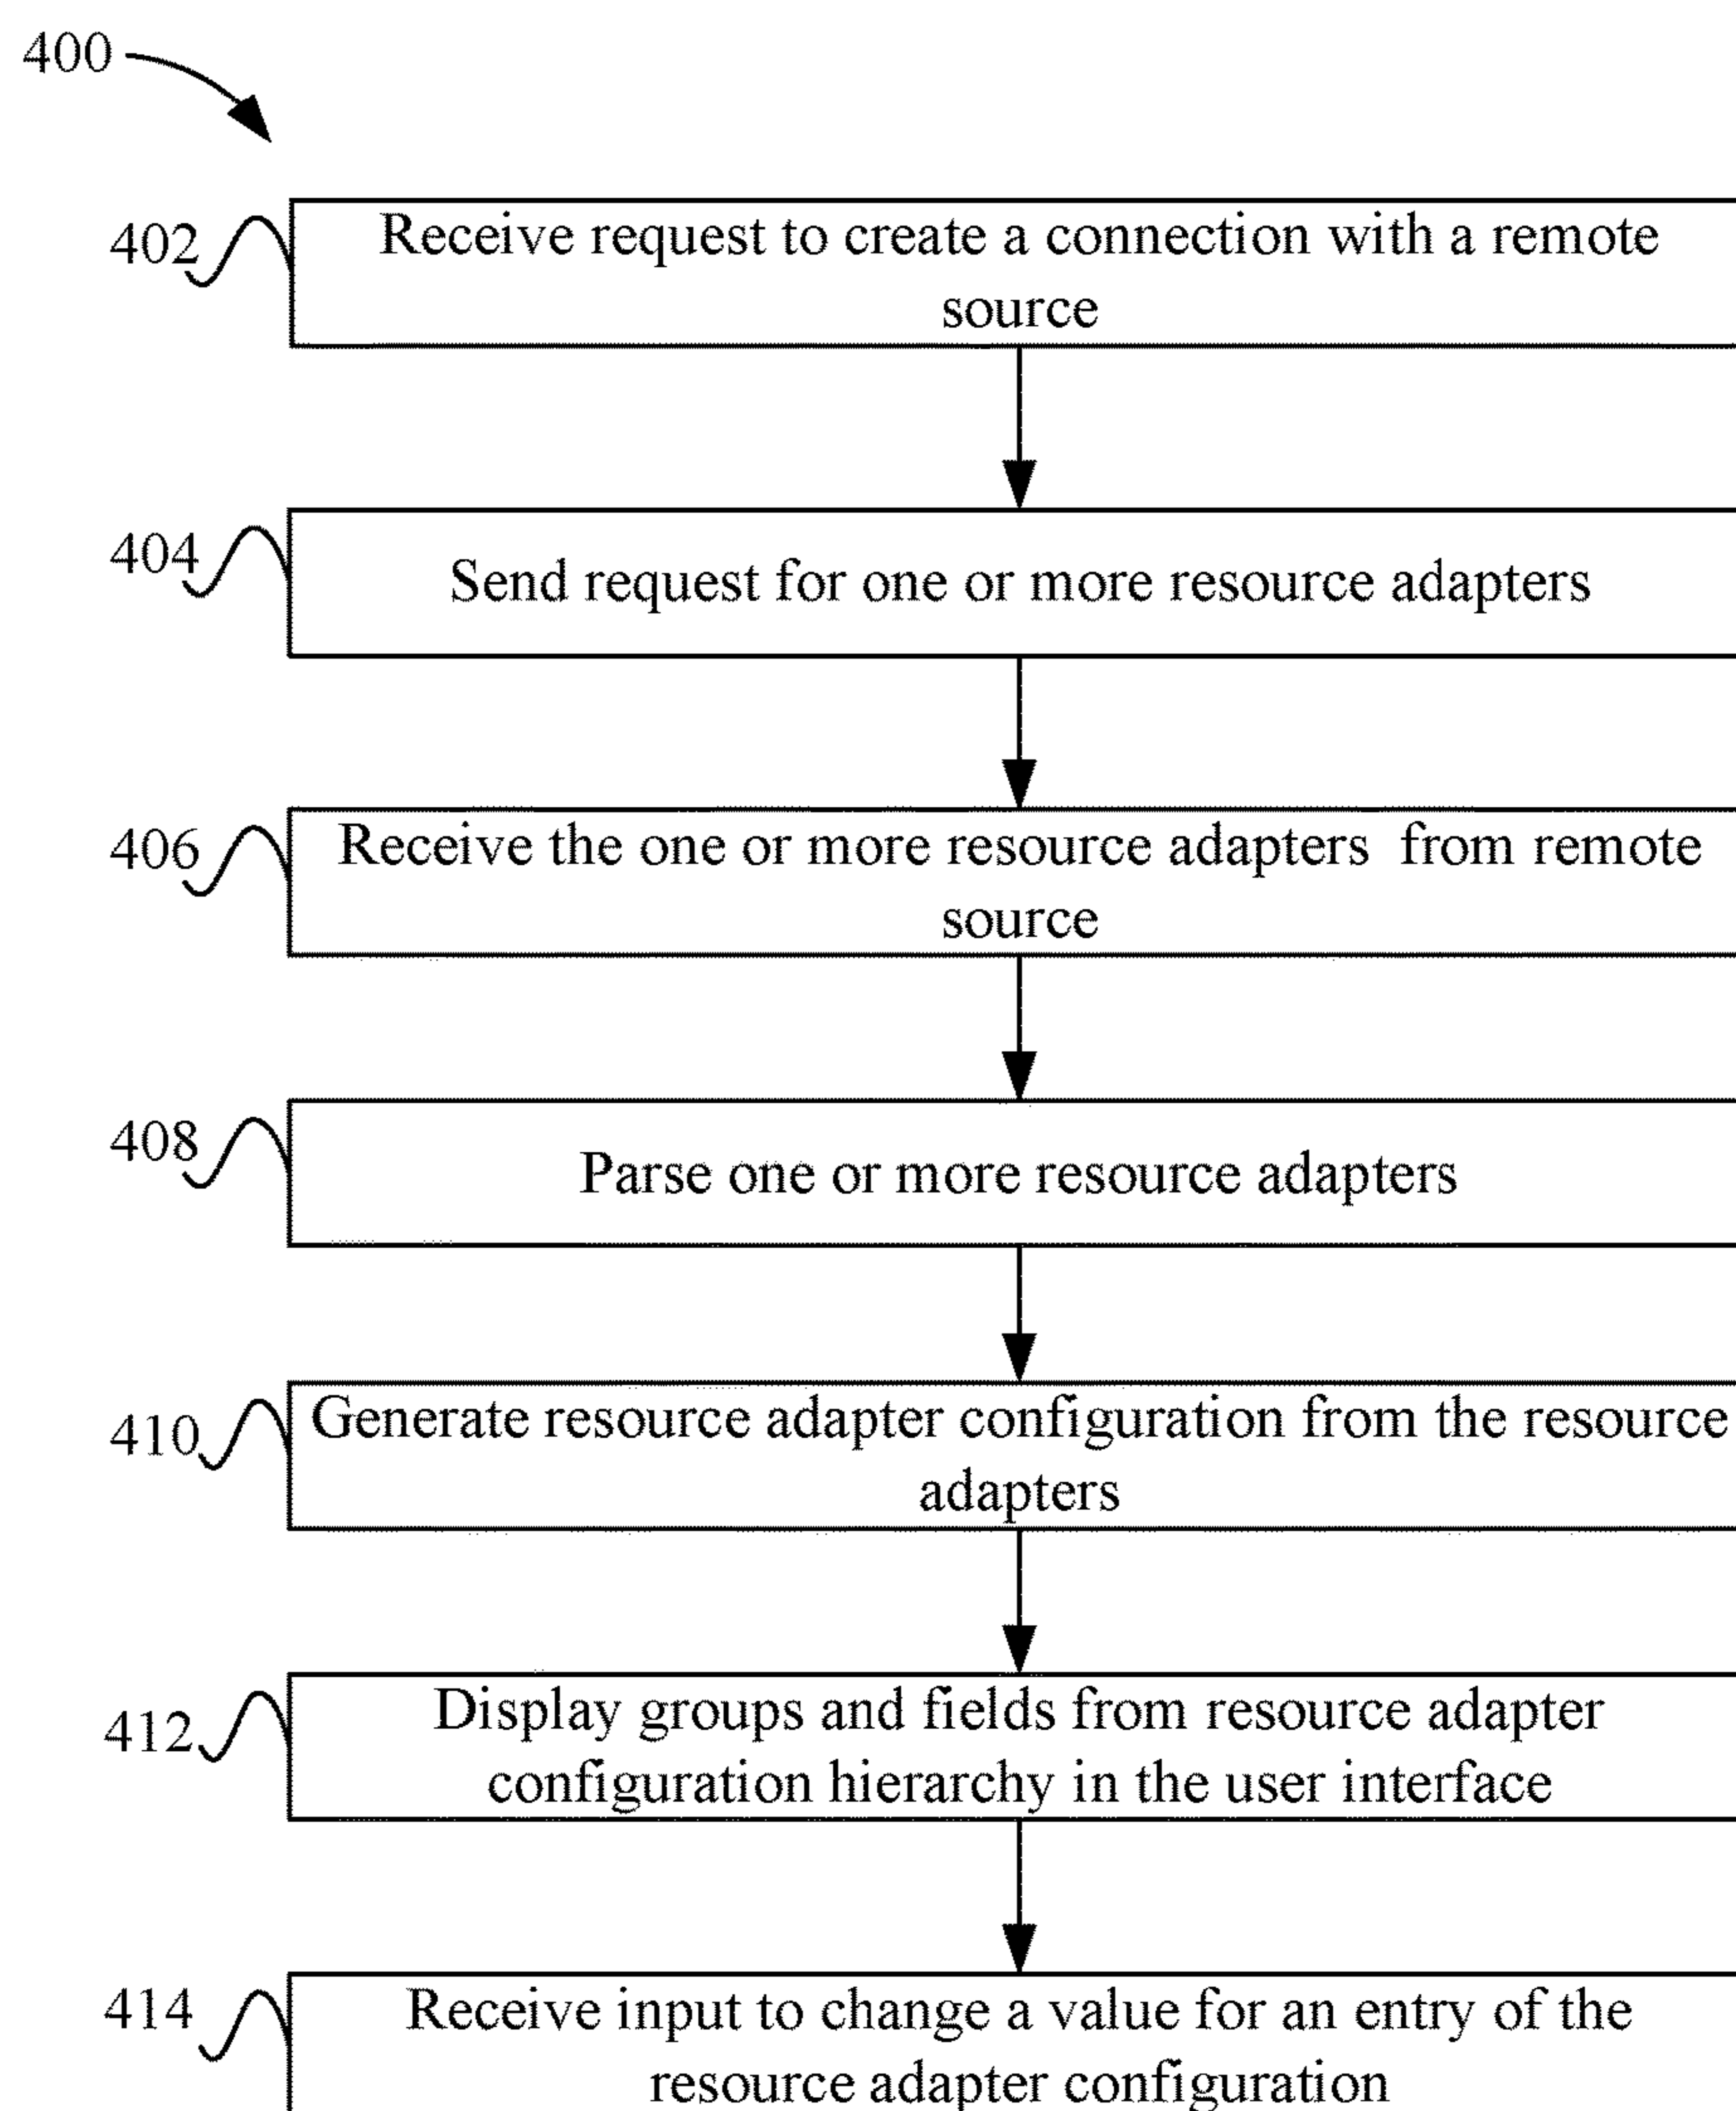 400
402
Receive request to create a connection with a remote
source
404
Send request for one or more resource adapters
406
Receive the one or more resource adapters from remote
source
408
Parse one or more resource adapters
410
Generate resource adapter configuration from the resource
adapters
412
Display groups and fields from resource adapter
configuration hierarchy in the user interface
414
Receive input to change a value for an entry of the
resource adapter configuration